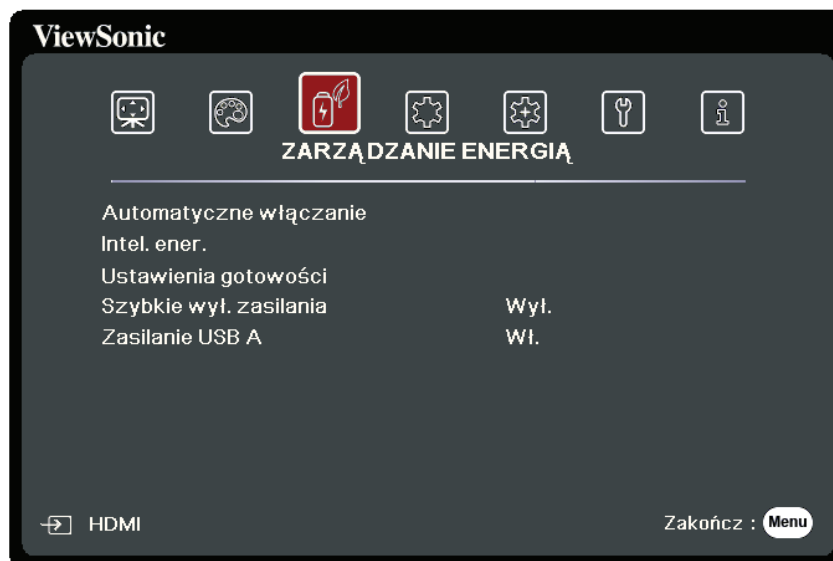 ViewSonic
ZARZĄDZANIE ENERGIĄ
Automatyczne włączanie
Intel. ener.
Ustawienia gotowości
Szybkie wył. zasilania Wył.
Zasilanie USB A Wł.
HDMI Zakończ : Menu